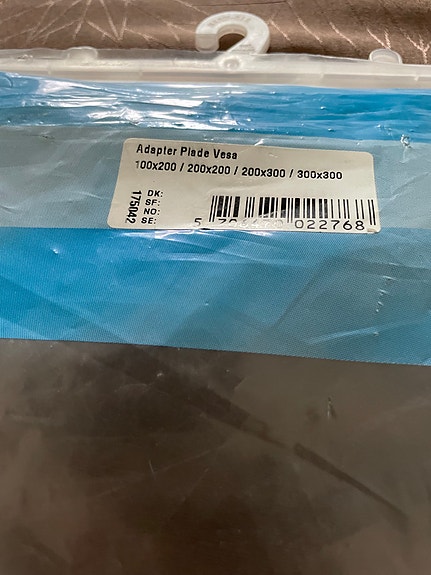 Adapter Plade Vesa
100x200 / 200x200 / 200x300 / 300x300
175042
DK:
SF:
NO:
SE:
022768